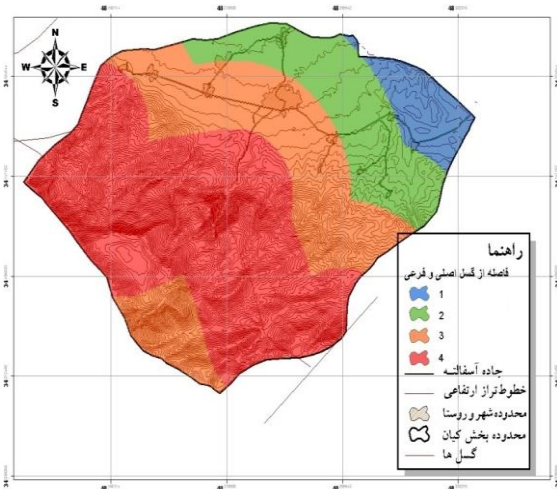 N
W E
S
راهنما
فاصله از گسل اصلی و فرعی
1
2
3
4
جاده آسفالته
خطوط تراز ارتفاعی
محدوده شهر و روستا
محدوده بخش کیان
گسل ها